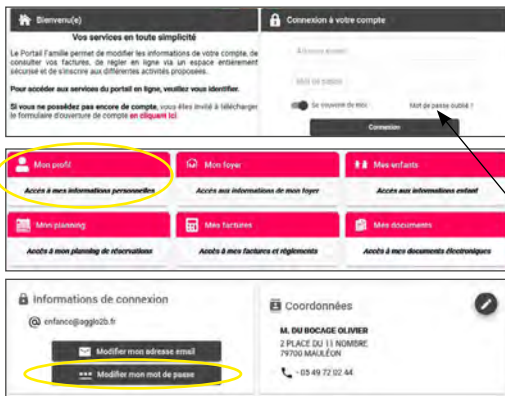 Bienvenu(e)
Vos services en toute simplicité
Le Portail Famille permet de modifier les informations de votre compte, de
consulter vos factures, de régler en ligne via un espace entièrement
sécurisé et de s'inscrire aux différentes activités proposées.
Pour accéder aux services du portail en ligne, veuillez vous identifier.
Si vous ne possédez pas encore de compte, vous êtes invité à télécharger
le formulaire d'ouverture de compte en cliquant ici
Connexion à votre compte
Adresse email
Mot de passe
Se souvenir de moi
Mot de passe oublié ?
Connexion
Mon profil
Accès à mes informations personnelles
Mon foyer
Accès aux informations de mon foyer
Mes enfants
Accès aux informations enfant
Mon planning
Accès à mon planning de réservations
Mes factures
Accès à mes factures et règlements
Mes documents
Accès à mes documents électroniques
Informations de connexion
enfance@agglo2b.fr
Modifier mon adresse email
Modifier mon mot de passe
Coordonnées
M. DU BOCAGE OLIVIER
2 PLACE DU 11 NOMBRE
79700 MAULÉON
- 05 49 72 02 44